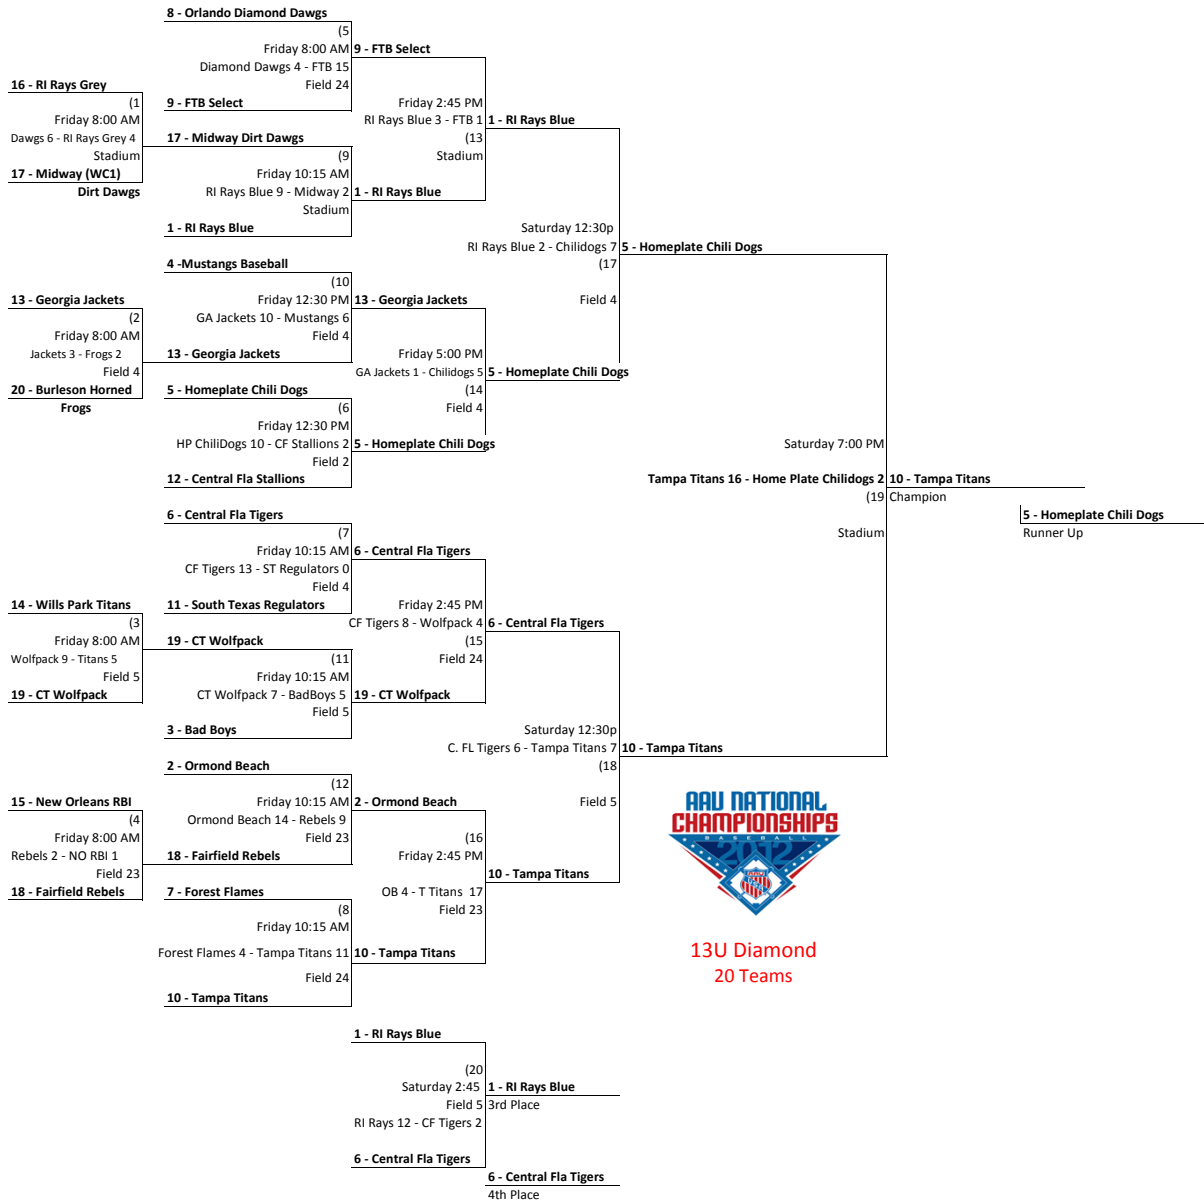 8 - Orlando Diamond Dawgs
(5
Friday 8:00 AM
Diamond Dawgs 4 - FTB 15
Field 24
9 - FTB Select
9 - FTB Select
16 - RI Rays Grey
(1
Friday 8:00 AM
Dawgs 6 - RI Rays Grey 4
Stadium
17 - Midway (WC1)
Dirt Dawgs
17 - Midway Dirt Dawgs
(9
Friday 10:15 AM
RI Rays Blue 9 - Midway 2
Stadium
1 - RI Rays Blue
1 - RI Rays Blue
Friday 2:45 PM
RI Rays Blue 3 - FTB 1
(13
Stadium
1 - RI Rays Blue
4 -Mustangs Baseball
(10
Friday 12:30 PM
GA Jackets 10 - Mustangs 6
Field 4
13 - Georgia Jackets
13 - Georgia Jackets
13 - Georgia Jackets
(2
Friday 8:00 AM
Jackets 3 - Frogs 2
Field 4
20 - Burleson Horned
Frogs
5 - Homeplate Chili Dogs
(6
Friday 12:30 PM
HP ChiliDogs 10 - CF Stallions 2
Field 2
12 - Central Fla Stallions
5 - Homeplate Chili Dogs
Friday 5:00 PM
GA Jackets 1 - Chilidogs 5
(14
Field 4
5 - Homeplate Chili Dogs
Saturday 12:30p
RI Rays Blue 2 - Chilidogs 7
(17
Field 4
5 - Homeplate Chili Dogs
Saturday 7:00 PM
Tampa Titans 16 - Home Plate Chilidogs 2
(19
Stadium
10 - Tampa Titans
Champion
5 - Homeplate Chili Dogs
Runner Up
6 - Central Fla Tigers
(7
Friday 10:15 AM
CF Tigers 13 - ST Regulators 0
Field 4
11 - South Texas Regulators
6 - Central Fla Tigers
14 - Wills Park Titans
(3
Friday 8:00 AM
Wolfpack 9 - Titans 5
Field 5
19 - CT Wolfpack
19 - CT Wolfpack
(11
Friday 10:15 AM
CT Wolfpack 7 - BadBoys 5
Field 5
3 - Bad Boys
19 - CT Wolfpack
Friday 2:45 PM
CF Tigers 8 - Wolfpack 4
(15
Field 24
6 - Central Fla Tigers
2 - Ormond Beach
(12
Friday 10:15 AM
Ormond Beach 14 - Rebels 9
Field 23
18 - Fairfield Rebels
2 - Ormond Beach
15 - New Orleans RBI
(4
Friday 8:00 AM
Rebels 2 - NO RBI 1
Field 23
18 - Fairfield Rebels
7 - Forest Flames
(8
Friday 10:15 AM
Forest Flames 4 - Tampa Titans 11
Field 24
10 - Tampa Titans
10 - Tampa Titans
(16
Friday 2:45 PM
OB 4 - T Titans 17
Field 23
10 - Tampa Titans
Saturday 12:30p
C. FL Tigers 6 - Tampa Titans 7
(18
Field 5
10 - Tampa Titans
AAU NATIONAL
CHAMPIONSHIPS
BASEBALL
2012
13U Diamond
20 Teams
1 - RI Rays Blue
(20
Saturday 2:45
Field 5
RI Rays 12 - CF Tigers 2
6 - Central Fla Tigers
1 - RI Rays Blue
3rd Place
6 - Central Fla Tigers
4th Place